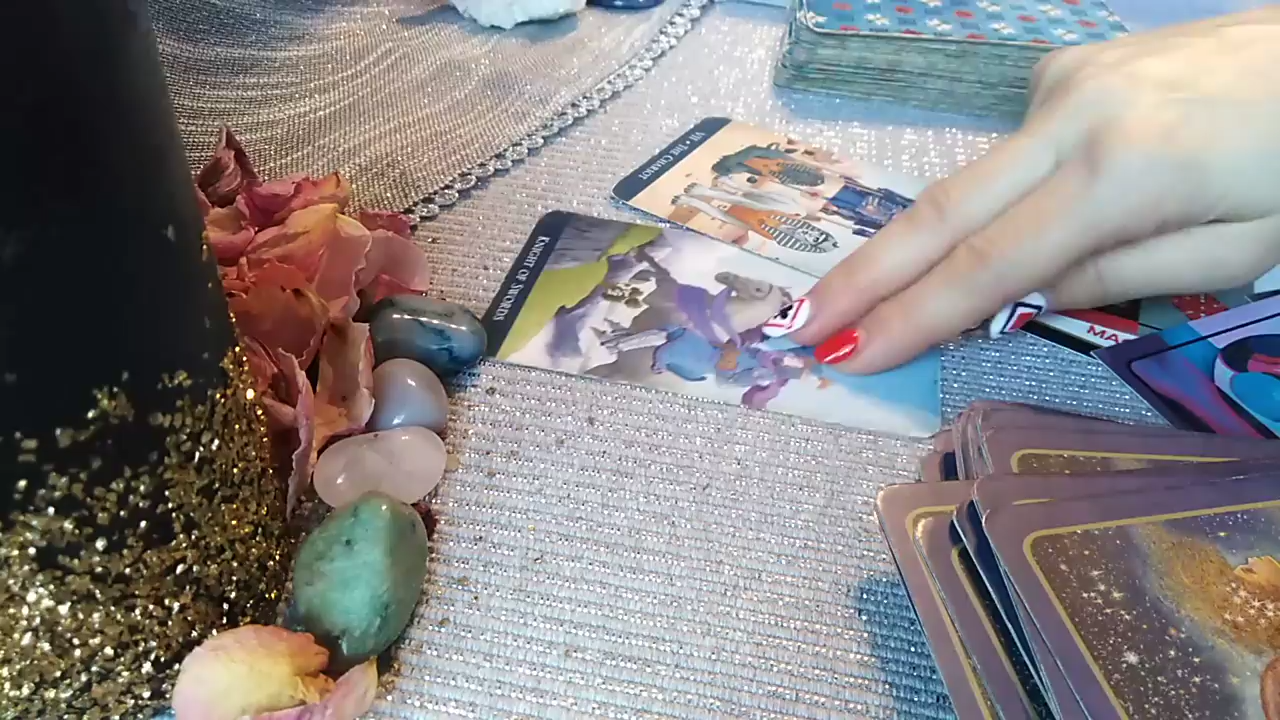 VII • THE CHARIOT
KNIGHT OF SWORDS
MA